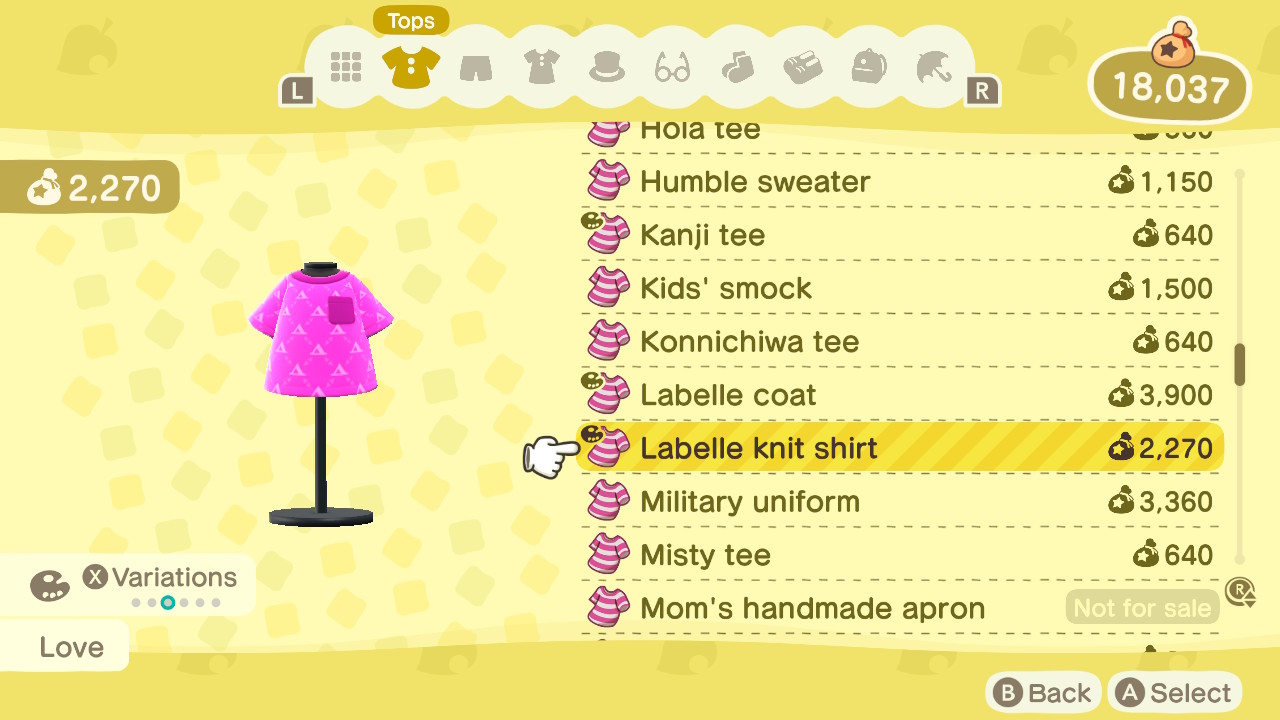 Tops
L
R
18,037
2,270
Hola tee
Humble sweater 1,150
Kanji tee 640
Kids' smock 1,500
Konnichiwa tee 640
Labelle coat 3,900
Labelle knit shirt 2,270
Military uniform 3,360
Misty tee 640
Mom's handmade apron Not for sale
R
X Variations
Love
B Back A Select